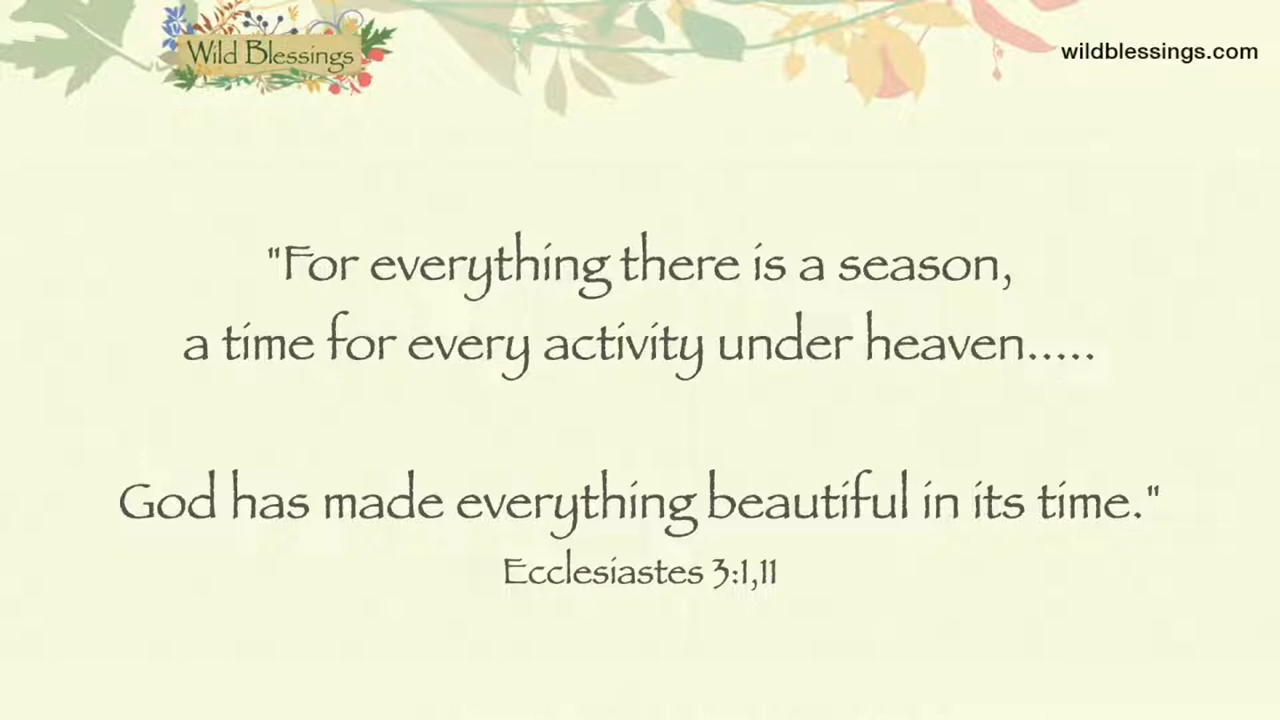 Wild Blessings
wildblessings.com
"For everything there is a season,
a time for every activity under heaven.....
God has made everything beautiful in its time."
Ecclesiastes 3:1,11